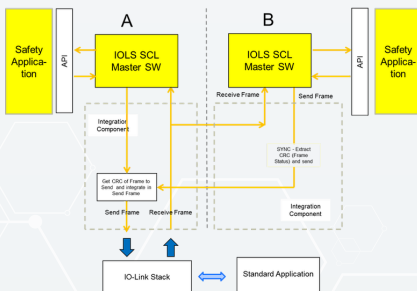 A
B
Safety
Application
API
IOLS SCL
Master SW
IOLS SCL
Master SW
API
Safety
Application
Receive Frame
Send Frame
Integration
Component
SYNC - Extract
CRC (Frame
Status) and send
Get CRC of Frame to
Send and integrate in
Send Frame
Send Frame
Receive Frame
Integration
Component
IO-Link Stack
Standard Application